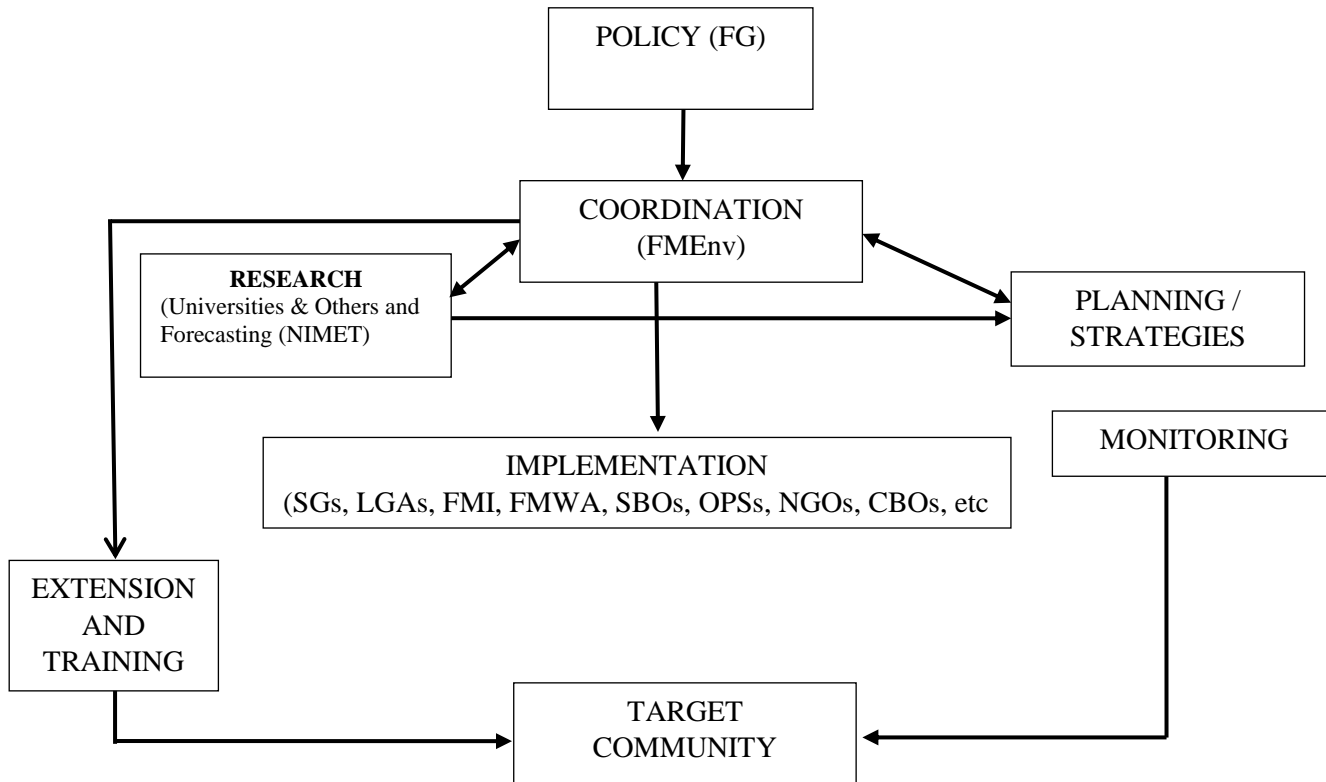 POLICY (FG)
COORDINATION
(FMEnv)
RESEARCH
(Universities & Others and
Forecasting (NIMET)
PLANNING /
STRATEGIES
MONITORING
IMPLEMENTATION
(SGs, LGAs, FMI, FMWA, SBOs, OPSs, NGOs, CBOs, etc
EXTENSION
AND
TRAINING
TARGET
COMMUNITY